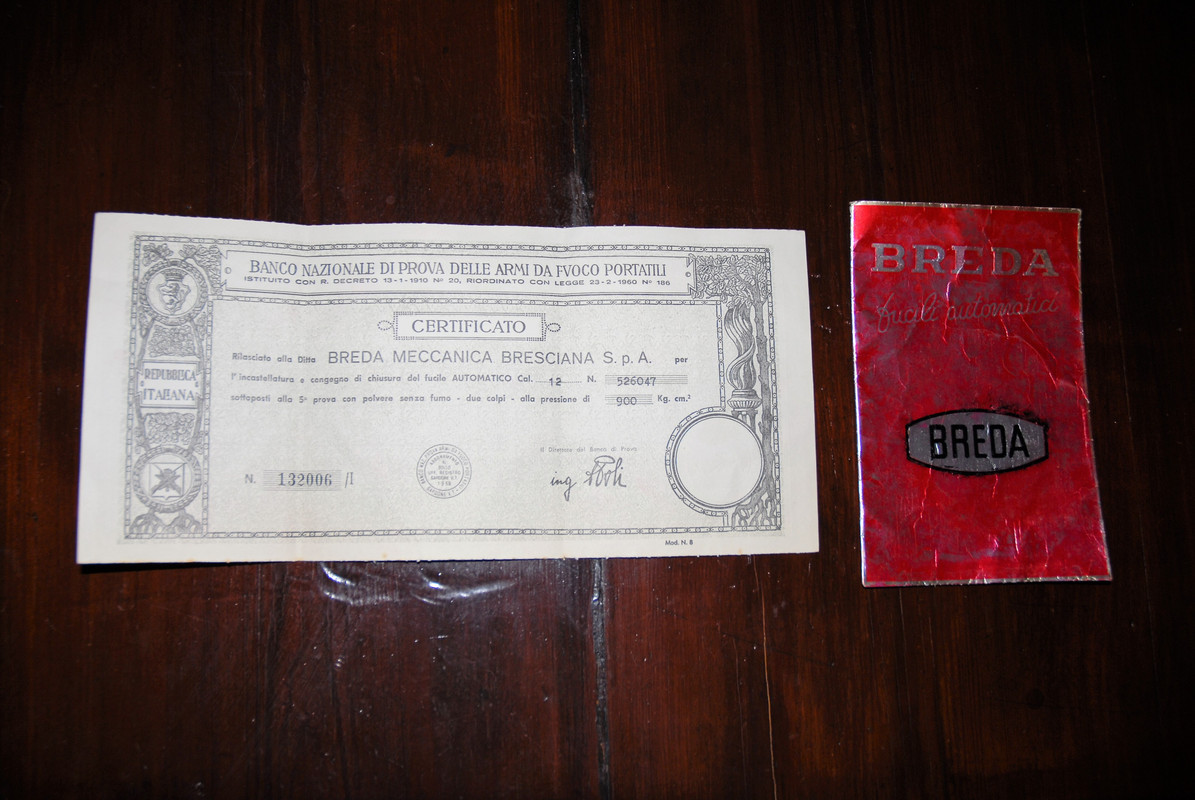 BANCO NAZIONALE DI PROVA DELLE ARMI DA FVOCO PORTATILI
ISTITUITO CON R. DECRETO 13-1-1910 Nº 20, RIORDINATO CON LEGGE 23-2-1960 Nº 186
CERTIFICATO
Rilasciato alla Ditta BREDA MECCANICA BRESCIANA S. p. A. per
l'incastellatura e congegno di chiusura del fucile AUTOMATICO Cal. 12 N. 526047
sottoposti alla 5ª prova con polvere senza fumo - due colpi - alla pressione di 900 Kg. cm.²
REPUBBLICA
ITALIANA
Il Direttore del Banco di Prova
N. 132006 /I
ing
Mod. N. 8
BREDA
fucili automatici
BREDA